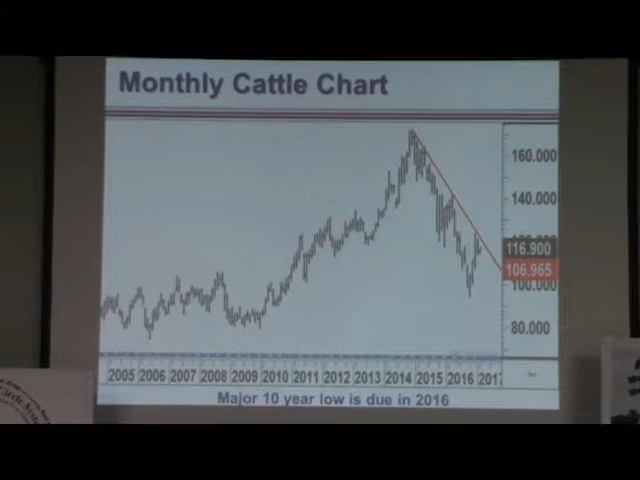 Monthly Cattle Chart
160.000
140.000
116.900
106.965
100.000
80.000
2005 2006 2007 2008 2009 2010 2011 2012 2013 2014 2015 2016 2017
Major 10 year low is due in 2016